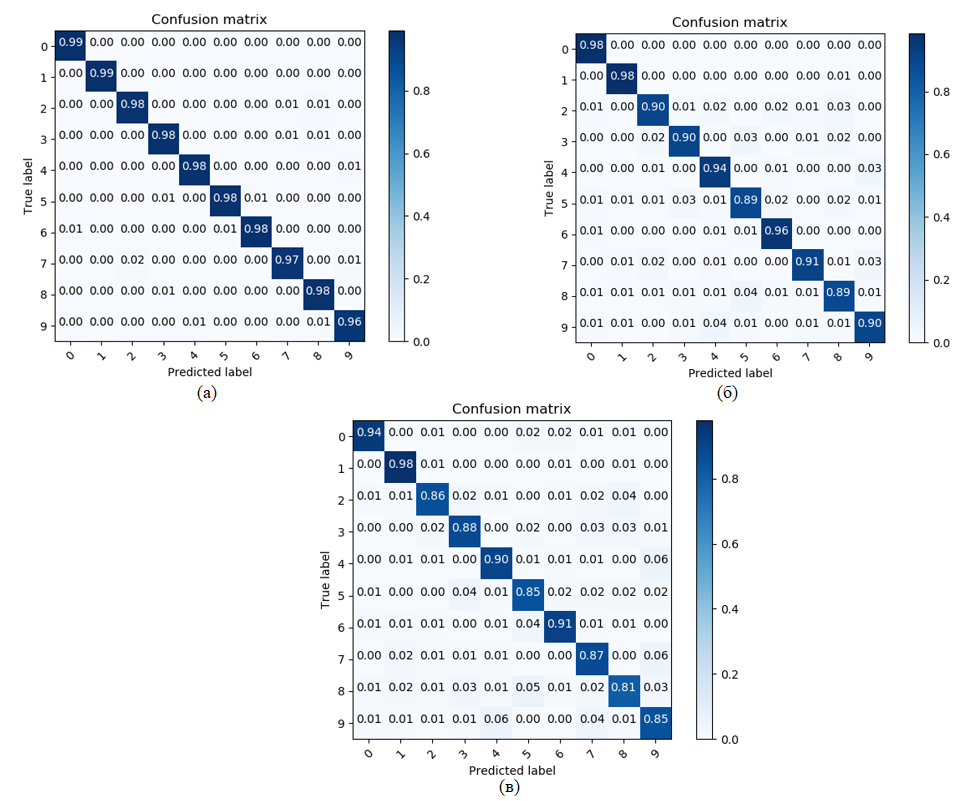 Confusion matrix
0 0.99 0.00 0.00 0.00 0.00 0.00 0.00 0.00 0.00 0.00
1 0.00 0.99 0.00 0.00 0.00 0.00 0.00 0.00 0.00 0.00
2 0.00 0.00 0.98 0.00 0.00 0.00 0.00 0.01 0.01 0.00
3 0.00 0.00 0.00 0.98 0.00 0.00 0.00 0.01 0.01 0.00
4 0.00 0.00 0.00 0.00 0.98 0.00 0.00 0.00 0.00 0.01
5 0.00 0.00 0.00 0.01 0.00 0.98 0.01 0.00 0.00 0.00
6 0.01 0.00 0.00 0.00 0.00 0.01 0.98 0.00 0.00 0.00
7 0.00 0.00 0.02 0.00 0.00 0.00 0.00 0.97 0.00 0.01
8 0.00 0.00 0.00 0.00 0.00 0.00 0.00 0.00 0.98 0.00
9 0.00 0.00 0.00 0.00 0.01 0.00 0.00 0.00 0.01 0.96
0 1 2 3 4 5 6 7 8 9
True label
Predicted label
0.8
0.6
0.4
0.2
0.0
(а)
Confusion matrix
0 0.98 0.00 0.00 0.00 0.00 0.00 0.00 0.00 0.00 0.00
1 0.00 0.98 0.00 0.00 0.00 0.00 0.00 0.00 0.01 0.00
2 0.01 0.00 0.90 0.01 0.02 0.00 0.02 0.01 0.03 0.00
3 0.00 0.00 0.02 0.90 0.00 0.03 0.00 0.01 0.02 0.00
4 0.00 0.00 0.01 0.00 0.94 0.00 0.01 0.00 0.00 0.03
5 0.01 0.01 0.01 0.03 0.01 0.89 0.02 0.00 0.02 0.01
6 0.01 0.00 0.00 0.00 0.01 0.01 0.96 0.00 0.00 0.00
7 0.00 0.01 0.02 0.01 0.01 0.00 0.00 0.91 0.01 0.03
8 0.01 0.01 0.01 0.01 0.01 0.04 0.01 0.01 0.89 0.01
9 0.01 0.01 0.00 0.01 0.04 0.01 0.00 0.01 0.01 0.90
0 1 2 3 4 5 6 7 8 9
True label
Predicted label
0.8
0.6
0.4
0.2
0.0
(б)
Confusion matrix
0 0.94 0.00 0.01 0.00 0.00 0.02 0.02 0.01 0.01 0.00
1 0.00 0.98 0.01 0.00 0.00 0.00 0.01 0.00 0.01 0.00
2 0.01 0.01 0.86 0.02 0.01 0.00 0.01 0.02 0.04 0.00
3 0.00 0.00 0.02 0.88 0.00 0.02 0.00 0.03 0.03 0.01
4 0.00 0.01 0.01 0.00 0.90 0.01 0.01 0.01 0.00 0.06
5 0.01 0.00 0.00 0.04 0.01 0.85 0.02 0.02 0.02 0.02
6 0.01 0.01 0.01 0.00 0.01 0.04 0.91 0.01 0.01 0.00
7 0.00 0.02 0.01 0.01 0.01 0.00 0.00 0.87 0.00 0.06
8 0.01 0.02 0.01 0.03 0.01 0.05 0.01 0.02 0.81 0.03
9 0.01 0.01 0.01 0.01 0.06 0.00 0.00 0.04 0.01 0.85
0 1 2 3 4 5 6 7 8 9
True label
Predicted label
0.8
0.6
0.4
0.2
0.0
(в)